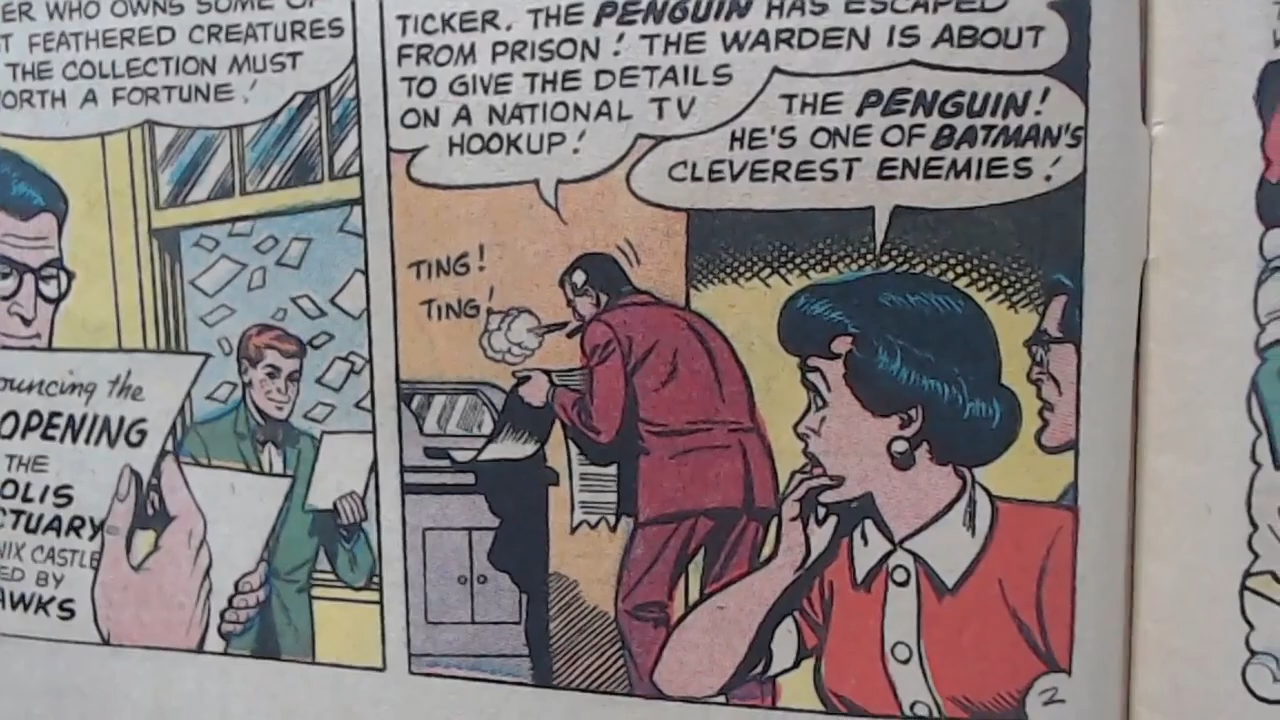 ER WHO OWNS SOME OF
T FEATHERED CREATURES
THE COLLECTION MUST
ORTH A FORTUNE!
ouncing the
OPENING
THE
OLIS
CTUARY
NIX CASTLE
ED BY
AWKS
TICKER. THE PENGUIN HAS ESCAPED
FROM PRISON! THE WARDEN IS ABOUT
TO GIVE THE DETAILS
ON A NATIONAL TV
HOOKUP!
THE PENGUIN!
HE'S ONE OF BATMAN'S
CLEVEREST ENEMIES!
TING!
TING!
2